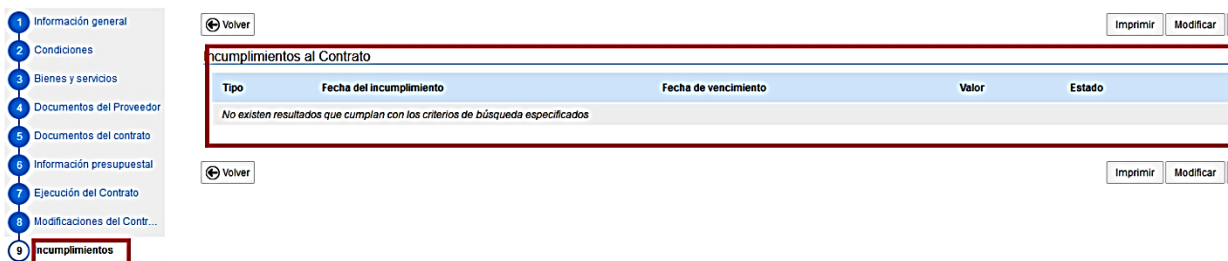 1 Información general
2 Condiciones
3 Bienes y servicios
4 Documentos del Proveedor
5 Documentos del contrato
6 Información presupuestal
7 Ejecución del Contrato
8 Modificaciones del Contr...
9 Incumplimientos
Volver
Imprimir Modificar
Incumplimientos al Contrato
Tipo Fecha del incumplimiento Fecha de vencimiento Valor Estado
No existen resultados que cumplan con los criterios de búsqueda especificados
Volver
Imprimir Modificar